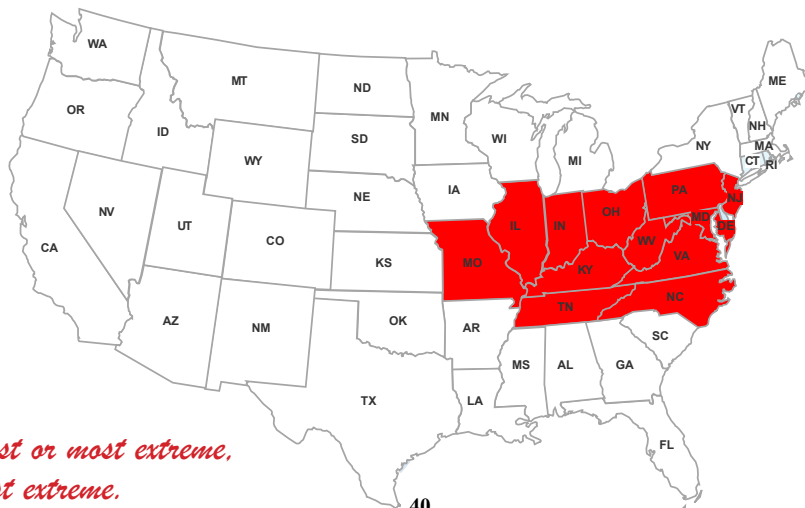 WA
MT
ND
MN
ME
VT
NH
OR
ID
SD
WI
MI
NY
MA
CT
RI
WY
IA
NE
PA
NJ
NV
UT
CO
IL
IN
OH
MD
DE
CA
KS
MO
WV
VA
KY
NC
TN
AZ
NM
OK
AR
SC
MS
AL
GA
TX
LA
FL
st or most extreme,
st extreme.
40